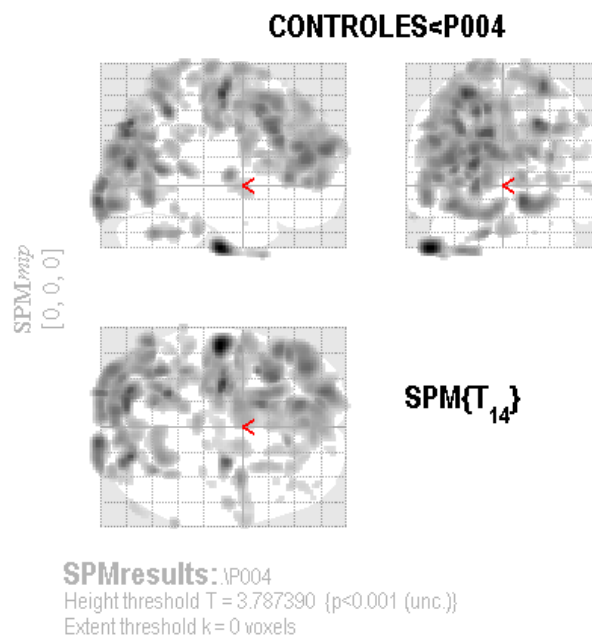 CONTROLES<P004
SPMmip
[0, 0, 0]
<
<
<
SPM{T14}
SPMresults: .\P004
Height threshold T = 3.787390 {p<0.001 (unc.)}
Extent threshold k = 0 voxels